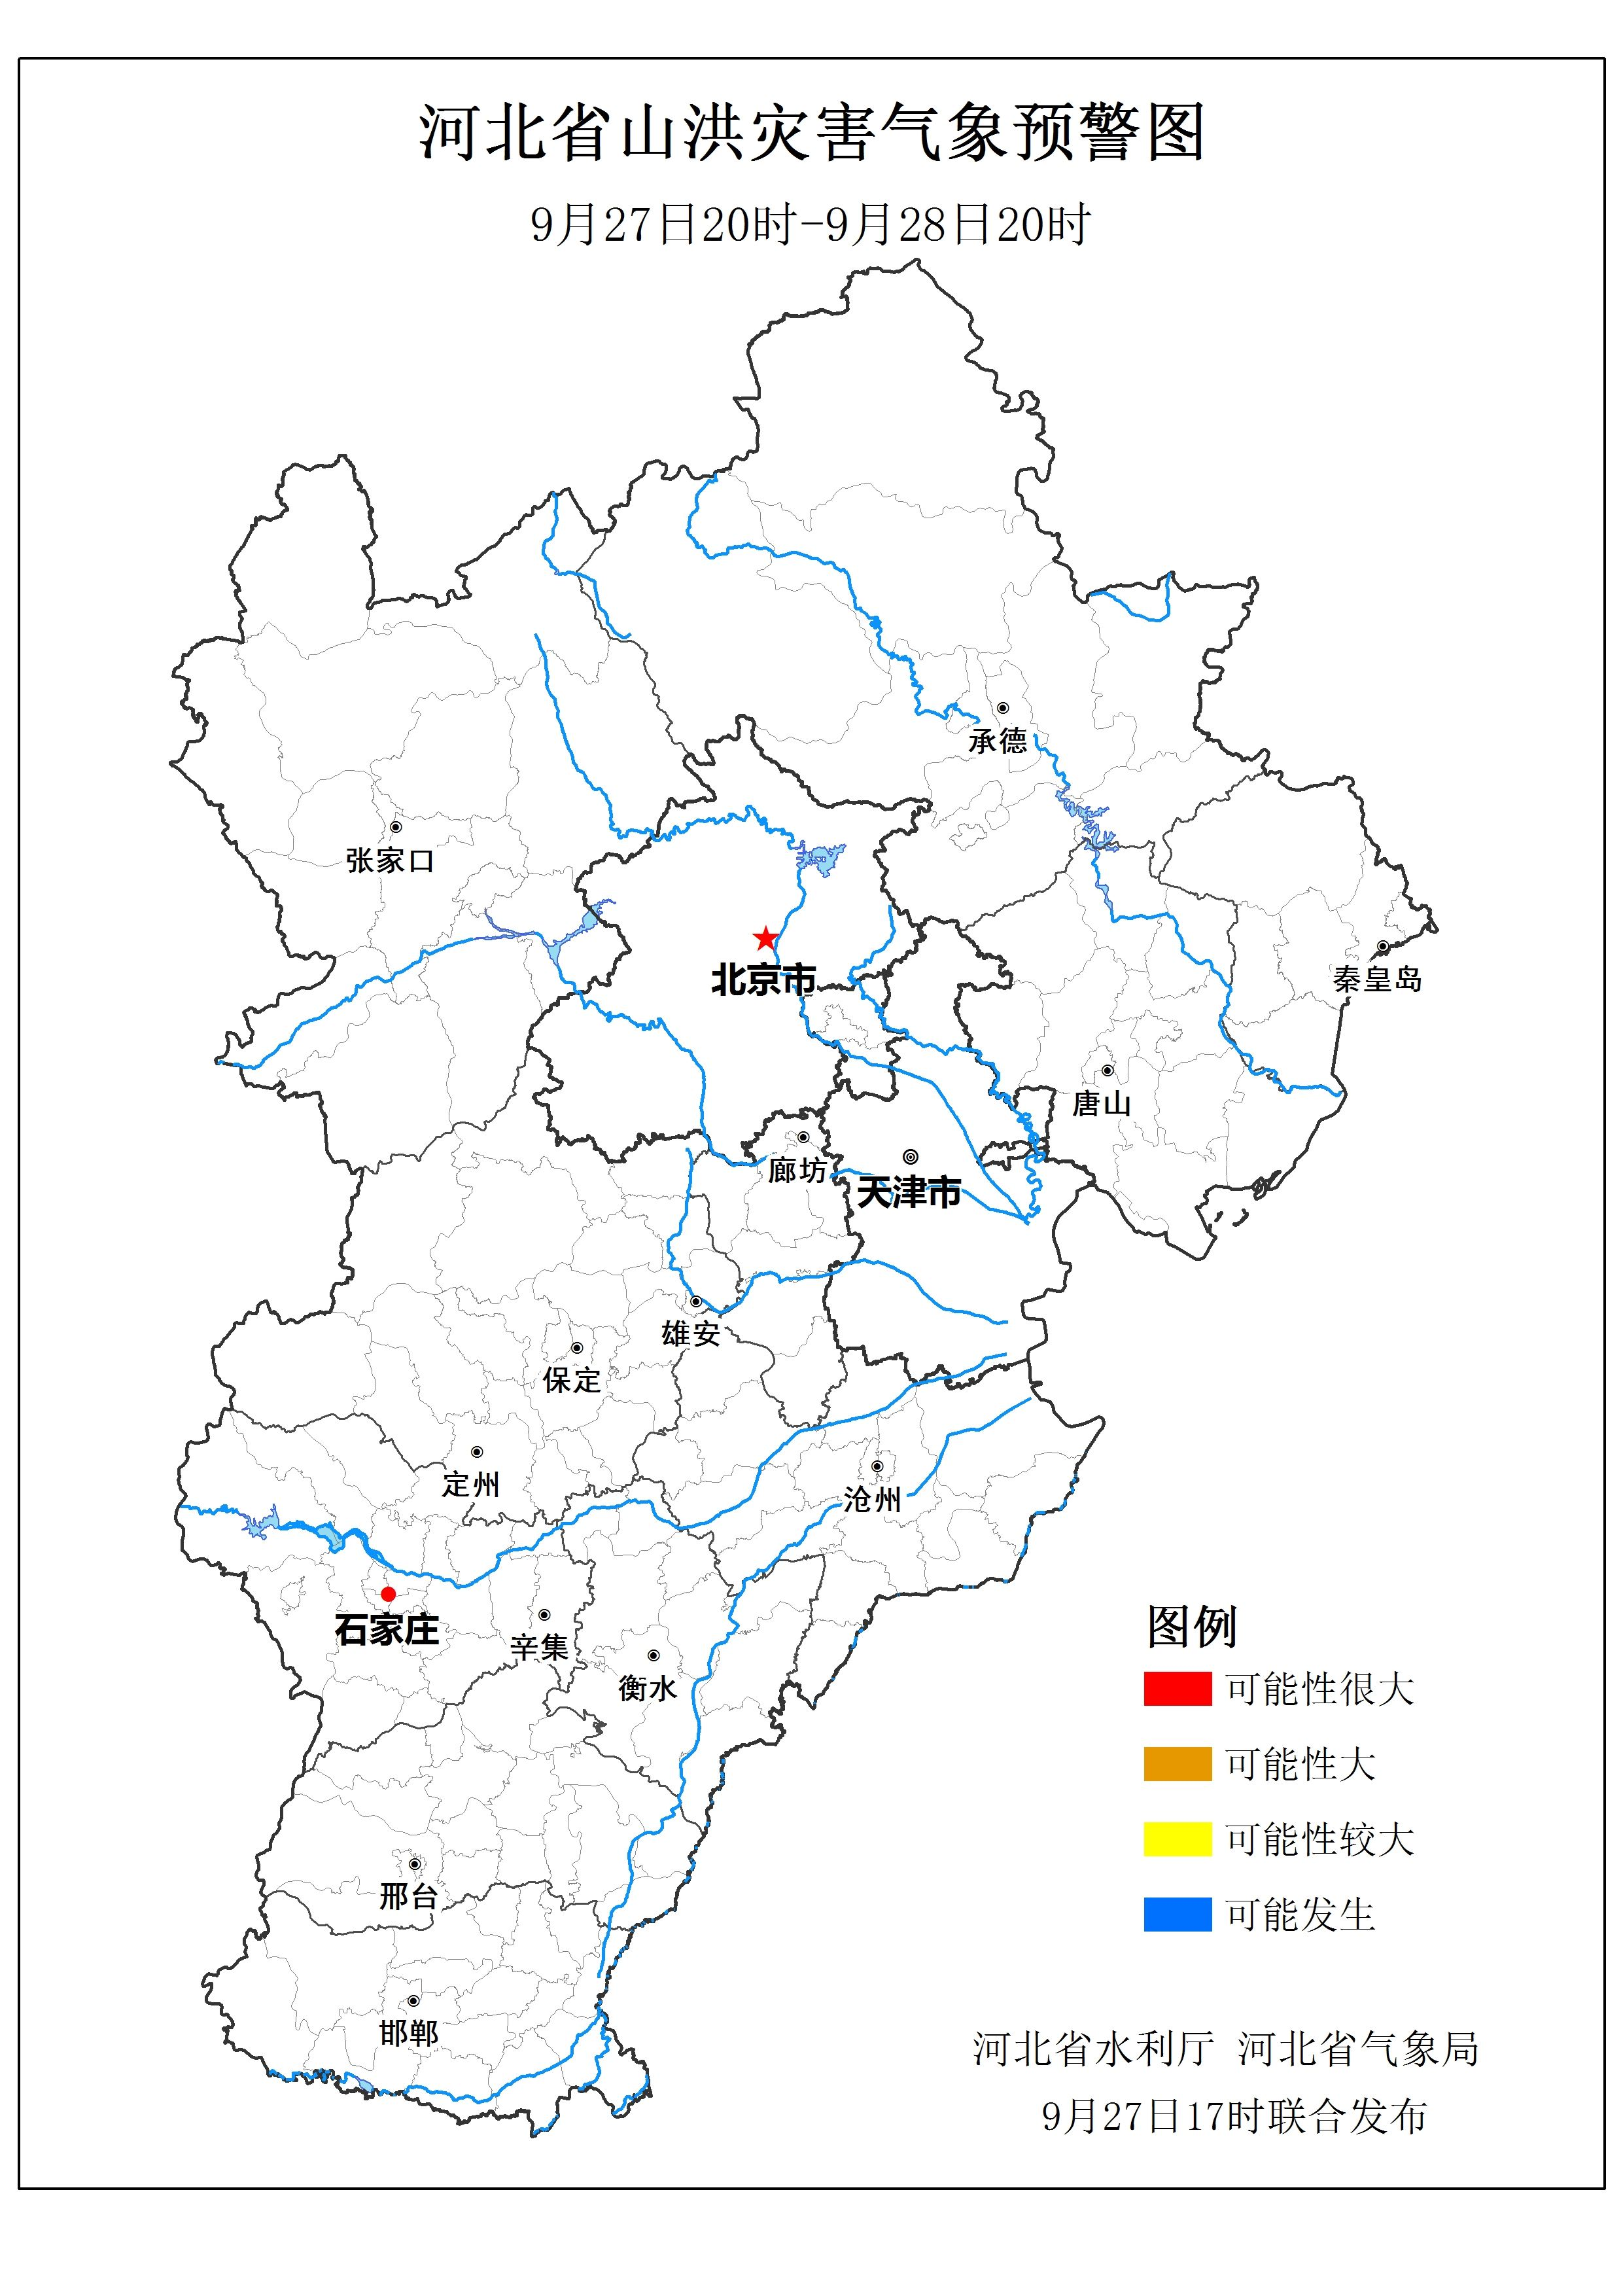 河北省山洪灾害气象预警图
9月27日20时-9月28日20时
承德
张家口
北京市
秦皇岛
唐山
廊坊
天津市
雄安
保定
定州
沧州
石家庄
辛集
衡水
邢台
邯郸
图例
可能性很大
可能性大
可能性较大
可能发生
河北省水利厅 河北省气象局
9月27日17时联合发布